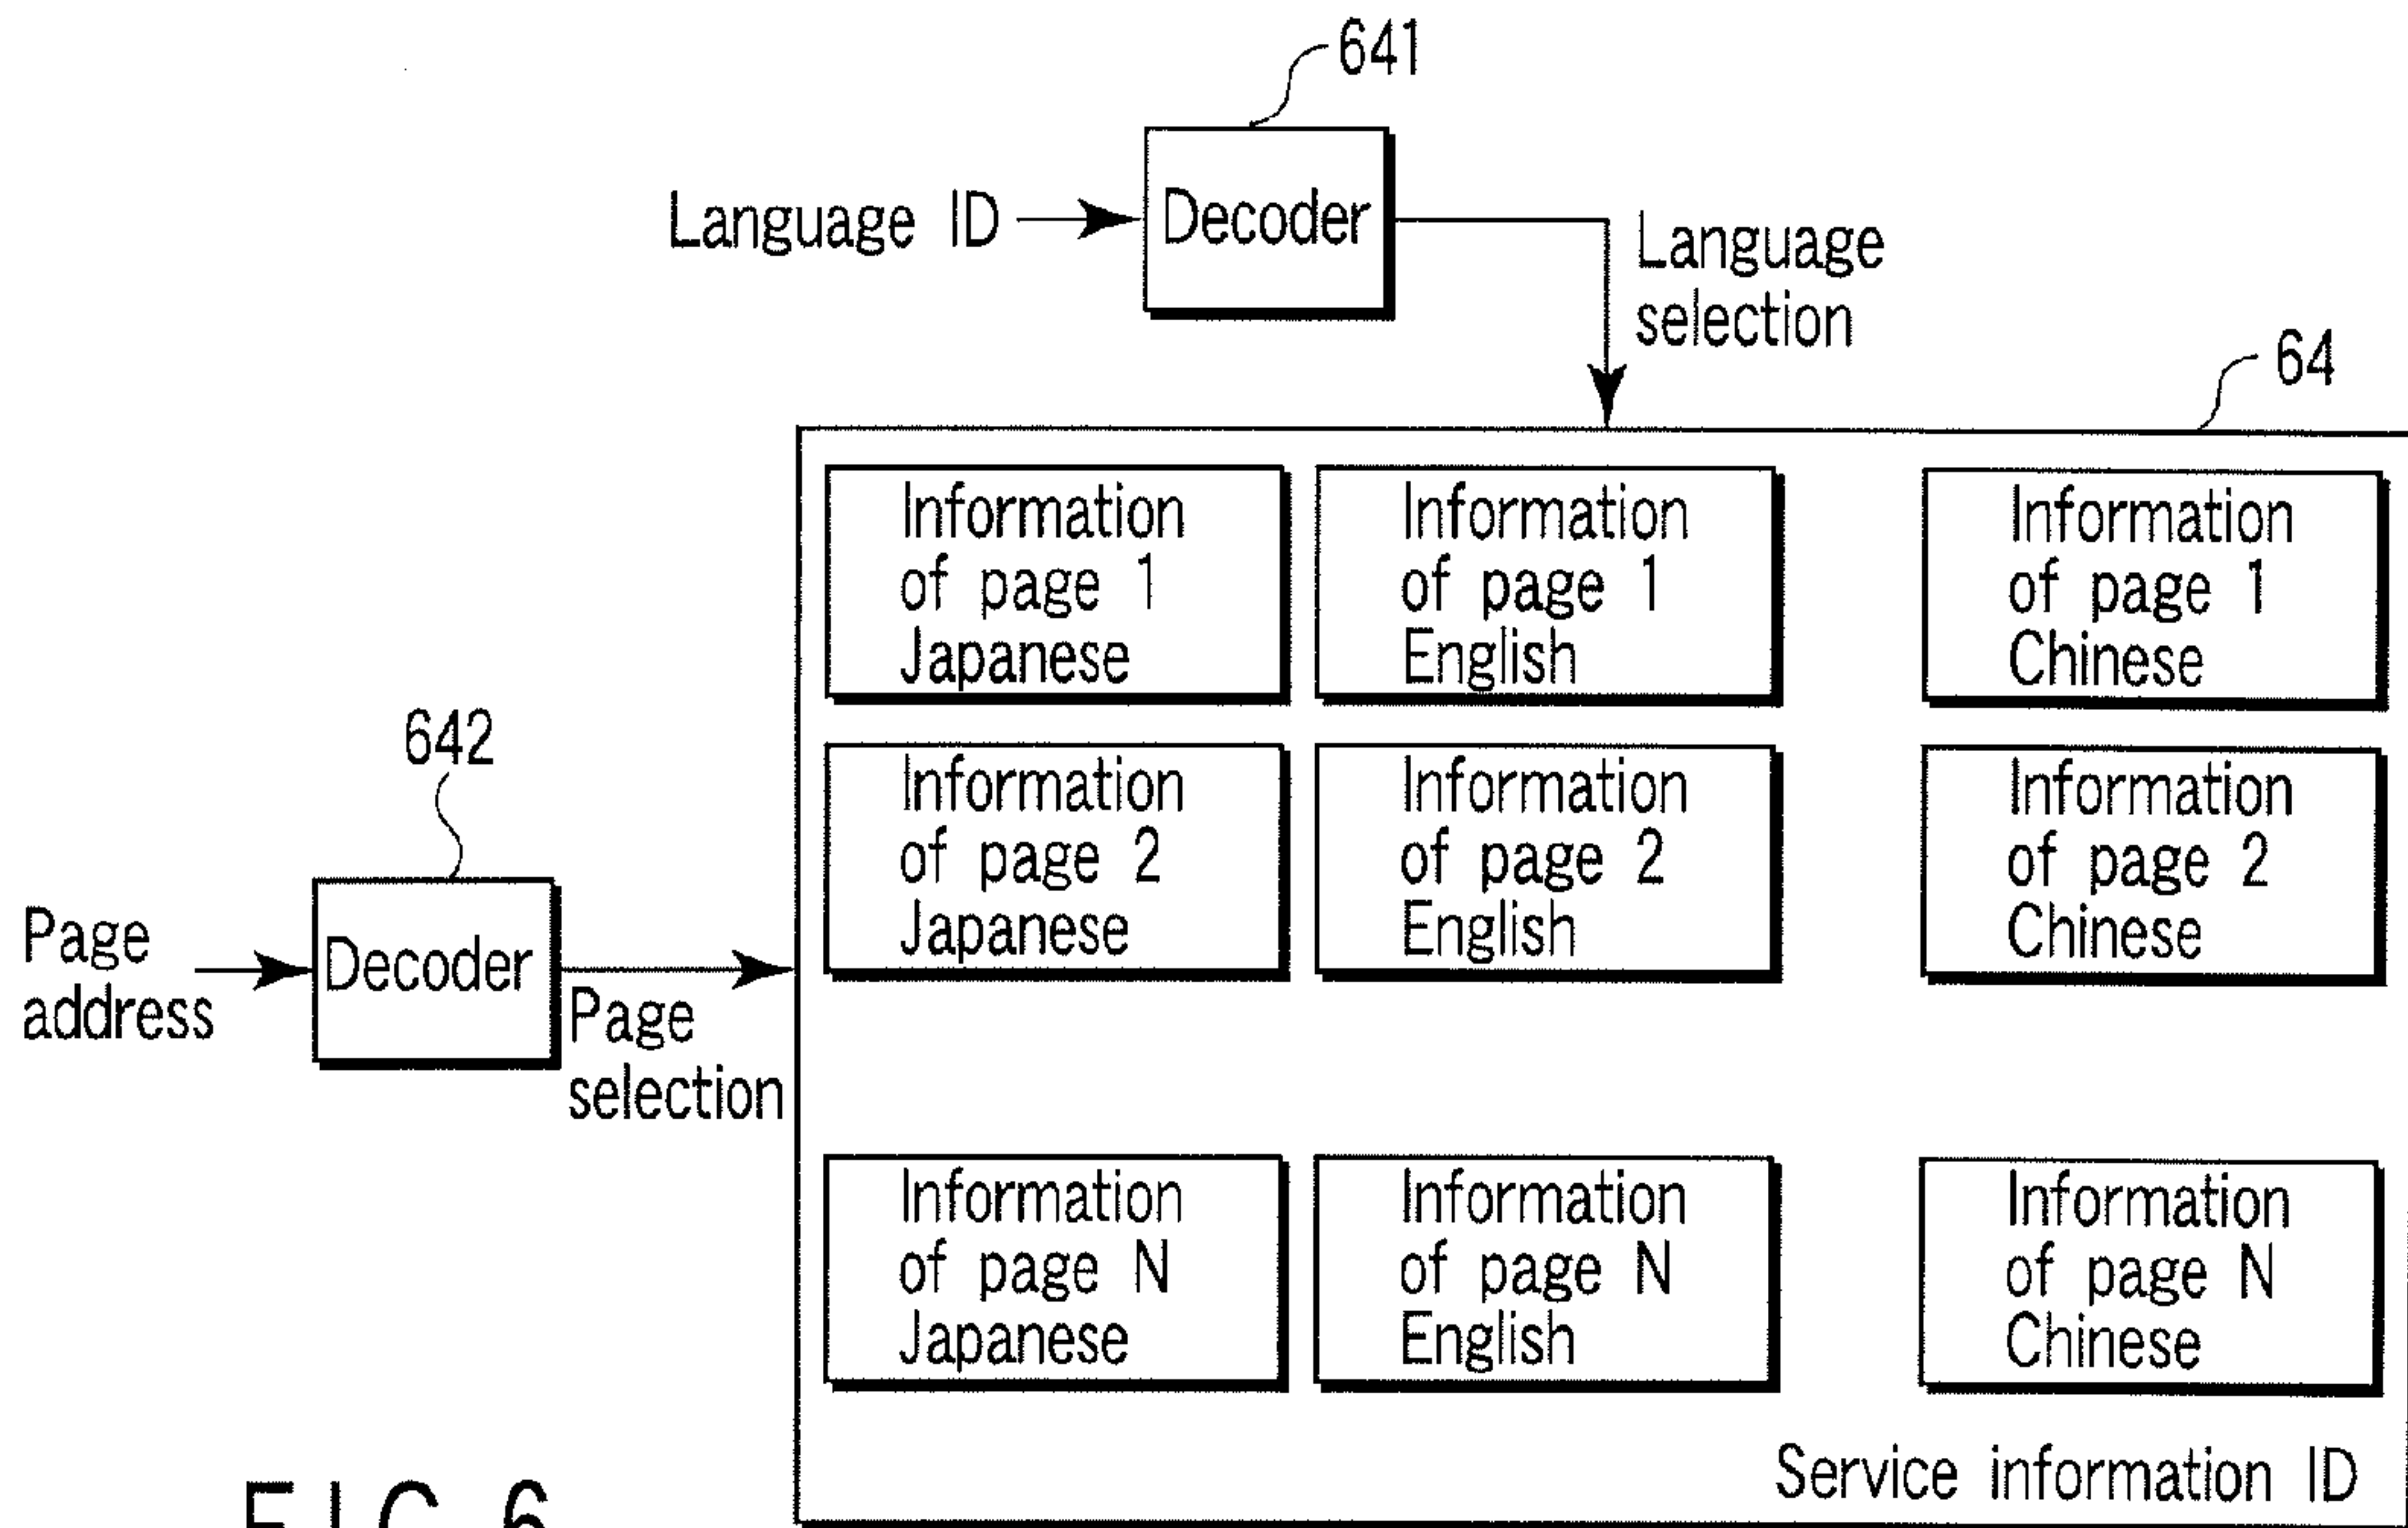 641
Language ID
Decoder
Language
selection
64
Information
of page 1
Japanese
Information
of page 1
English
Information
of page 1
Chinese
642
Information
of page 2
Japanese
Information
of page 2
English
Information
of page 2
Chinese
Page
address
Decoder
Page
selection
Information
of page N
Japanese
Information
of page N
English
Information
of page N
Chinese
Service information ID
FIG. 6